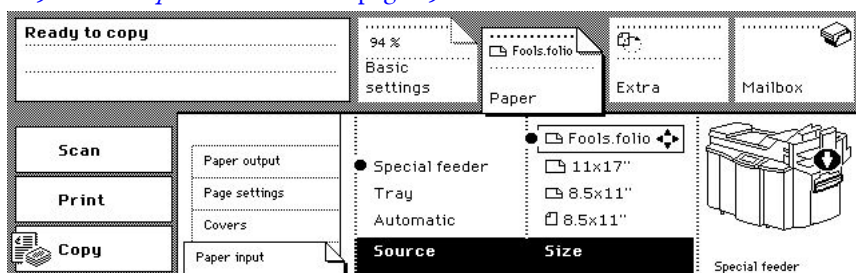 Ready to copy
94 %
Basic
settings
Fools.folio
Paper
Extra
Mailbox
Scan
Print
Copy
Paper output
Page settings
Covers
Paper input
Special feeder
Tray
Automatic
Source
Fools.folio
11x17"
8.5x11"
8.5x11"
Size
Special feeder